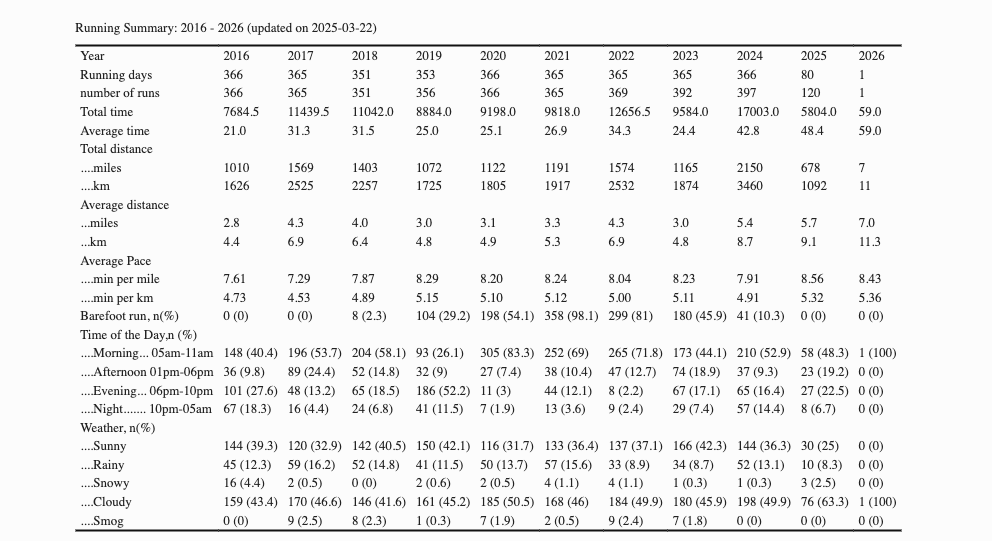 Running Summary: 2016 - 2026 (updated on 2025-03-22)
Year 2016 2017 2018 2019 2020 2021 2022 2023 2024 2025 2026
Running days 366 365 351 353 366 365 365 365 366 80 1
number of runs 366 365 351 356 366 365 369 392 397 120 1
Total time 7684.5 11439.5 11042.0 8884.0 9198.0 9818.0 12656.5 9584.0 17003.0 5804.0 59.0
Average time 21.0 31.3 31.5 25.0 25.1 26.9 34.3 24.4 42.8 48.4 59.0
Total distance
....miles 1010 1569 1403 1072 1122 1191 1574 1165 2150 678 7
....km 1626 2525 2257 1725 1805 1917 2532 1874 3460 1092 11
Average distance
...miles 2.8 4.3 4.0 3.0 3.1 3.3 4.3 3.0 5.4 5.7 7.0
...km 4.4 6.9 6.4 4.8 4.9 5.3 6.9 4.8 8.7 9.1 11.3
Average Pace
....min per mile 7.61 7.29 7.87 8.29 8.20 8.24 8.04 8.23 7.91 8.56 8.43
....min per km 4.73 4.53 4.89 5.15 5.10 5.12 5.00 5.11 4.91 5.32 5.36
Barefoot run, n(%) 0 (0) 0 (0) 8 (2.3) 104 (29.2) 198 (54.1) 358 (98.1) 299 (81) 180 (45.9) 41 (10.3) 0 (0) 0 (0)
Time of the Day,n (%)
....Morning... 05am-11am 148 (40.4) 196 (53.7) 204 (58.1) 93 (26.1) 305 (83.3) 252 (69) 265 (71.8) 173 (44.1) 210 (52.9) 58 (48.3) 1 (100)
....Afternoon 01pm-06pm 36 (9.8) 89 (24.4) 52 (14.8) 32 (9) 27 (7.4) 38 (10.4) 47 (12.7) 74 (18.9) 37 (9.3) 23 (19.2) 0 (0)
....Evening... 06pm-10pm 101 (27.6) 48 (13.2) 65 (18.5) 186 (52.2) 11 (3) 44 (12.1) 8 (2.2) 67 (17.1) 65 (16.4) 27 (22.5) 0 (0)
....Night....... 10pm-05am 67 (18.3) 16 (4.4) 24 (6.8) 41 (11.5) 7 (1.9) 13 (3.6) 9 (2.4) 29 (7.4) 57 (14.4) 8 (6.7) 0 (0)
Weather, n(%)
....Sunny 144 (39.3) 120 (32.9) 142 (40.5) 150 (42.1) 116 (31.7) 133 (36.4) 137 (37.1) 166 (42.3) 144 (36.3) 30 (25) 0 (0)
....Rainy 45 (12.3) 59 (16.2) 52 (14.8) 41 (11.5) 50 (13.7) 57 (15.6) 33 (8.9) 34 (8.7) 52 (13.1) 10 (8.3) 0 (0)
....Snowy 16 (4.4) 2 (0.5) 0 (0) 2 (0.6) 2 (0.5) 4 (1.1) 4 (1.1) 1 (0.3) 1 (0.3) 3 (2.5) 0 (0)
....Cloudy 159 (43.4) 170 (46.6) 146 (41.6) 161 (45.2) 185 (50.5) 168 (46) 184 (49.9) 180 (45.9) 198 (49.9) 76 (63.3) 1 (100)
....Smog 0 (0) 9 (2.5) 8 (2.3) 1 (0.3) 7 (1.9) 2 (0.5) 9 (2.4) 7 (1.8) 0 (0) 0 (0) 0 (0)